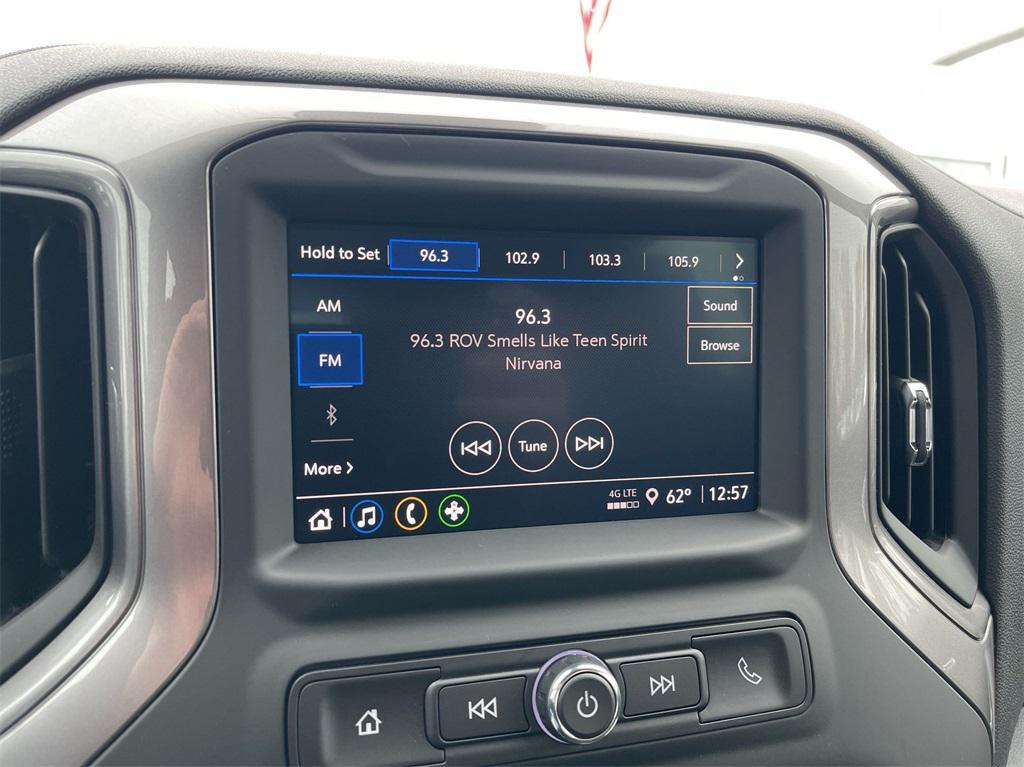 Hold to Set 96.3 102.9 103.3 105.9
AM
FM
More
96.3
96.3 ROV Smells Like Teen Spirit
Nirvana
Sound
Browse
Tune
4G LTE 62° 12:57